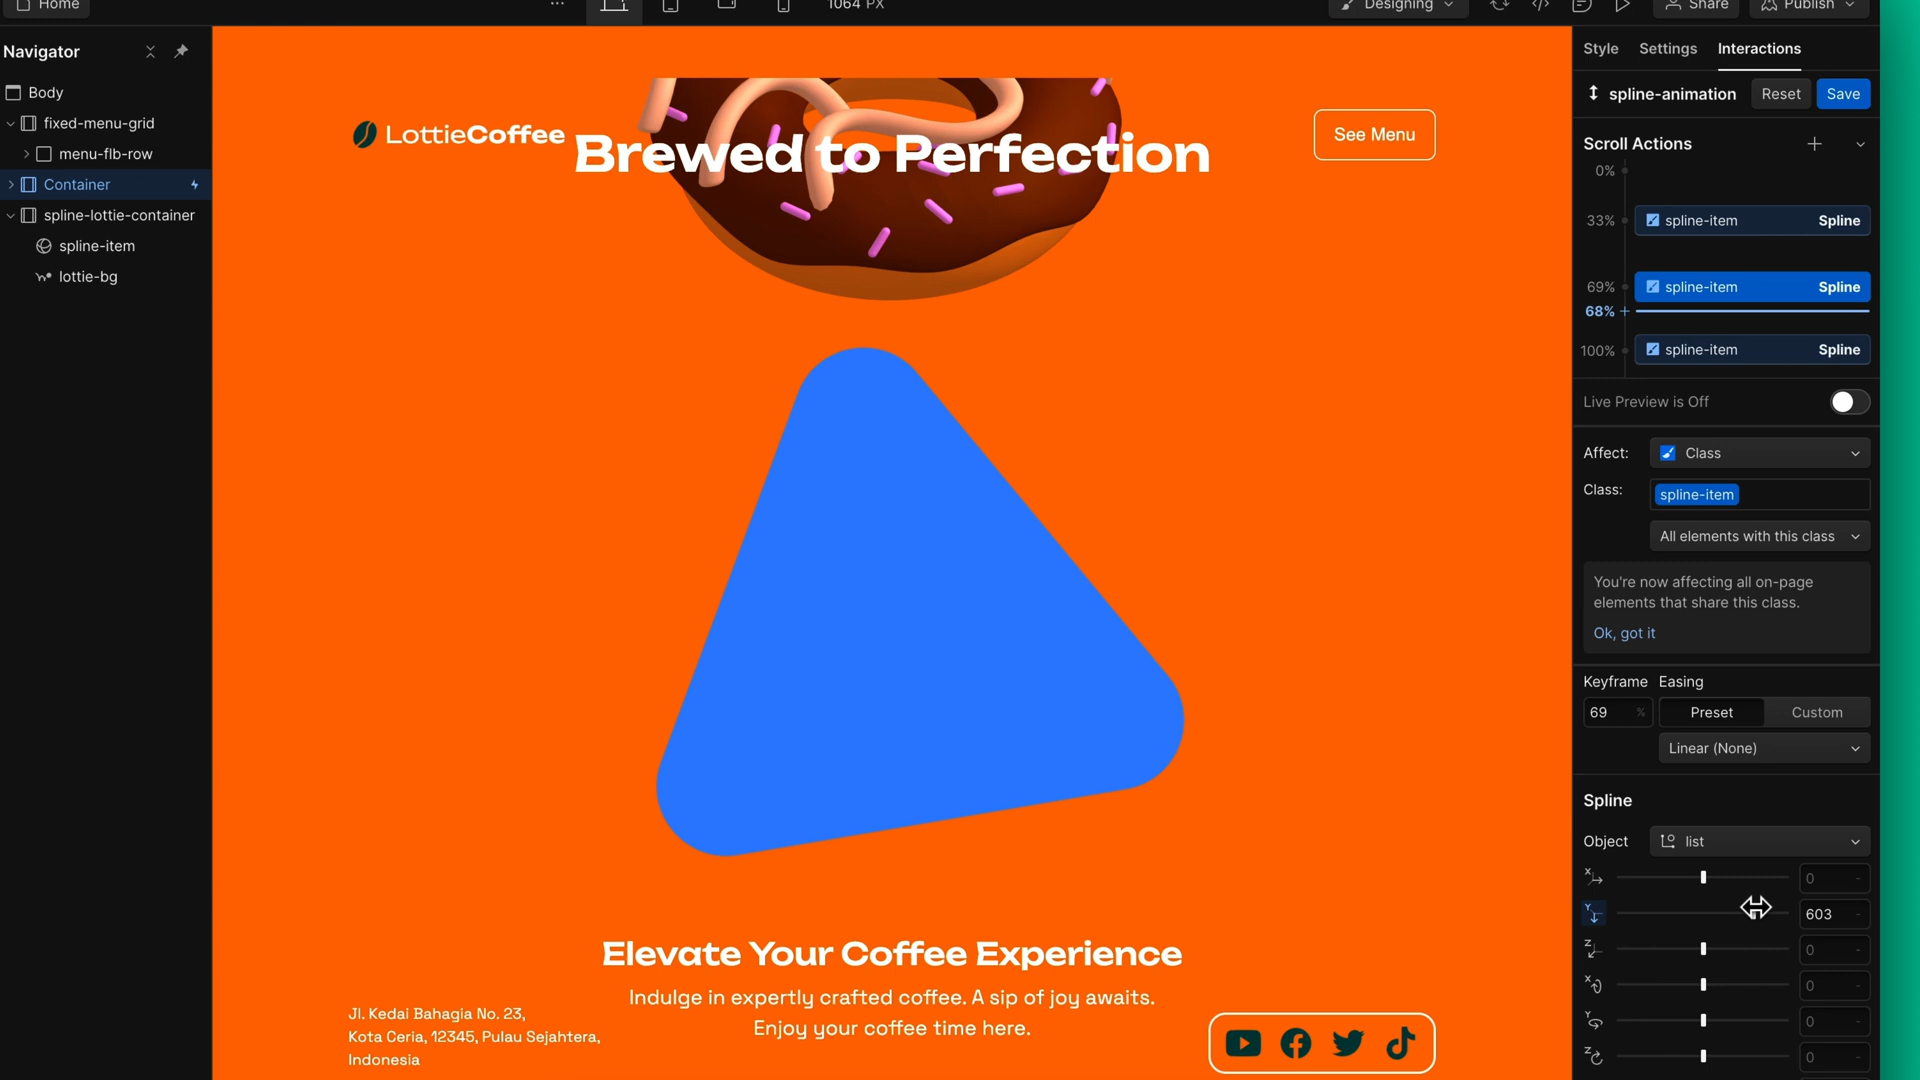 Home
1064 PX
Designing
Share
Publish
Navigator
Body
fixed-menu-grid
menu-flb-row
Container
spline-lottie-container
spline-item
lottie-bg
LottieCoffee
Brewed to Perfection
See Menu
Elevate Your Coffee Experience
Indulge in expertly crafted coffee. A sip of joy awaits.
Enjoy your coffee time here.
Jl. Kedai Bahagia No. 23,
Kota Ceria, 12345, Pulau Sejahtera,
Indonesia
Style Settings Interactions
spline-animation Reset Save
Scroll Actions
0%
33% spline-item Spline
69% spline-item Spline
68%
100% spline-item Spline
Live Preview is Off
Affect: Class
Class: spline-item
All elements with this class
You're now affecting all on-page
elements that share this class.
Ok, got it
Keyframe Easing
69 % Preset Custom
Linear (None)
Spline
Object list
X 0 -
Y 603 -
Z 0 -
X 0 -
Y 0 -
Z 0 -